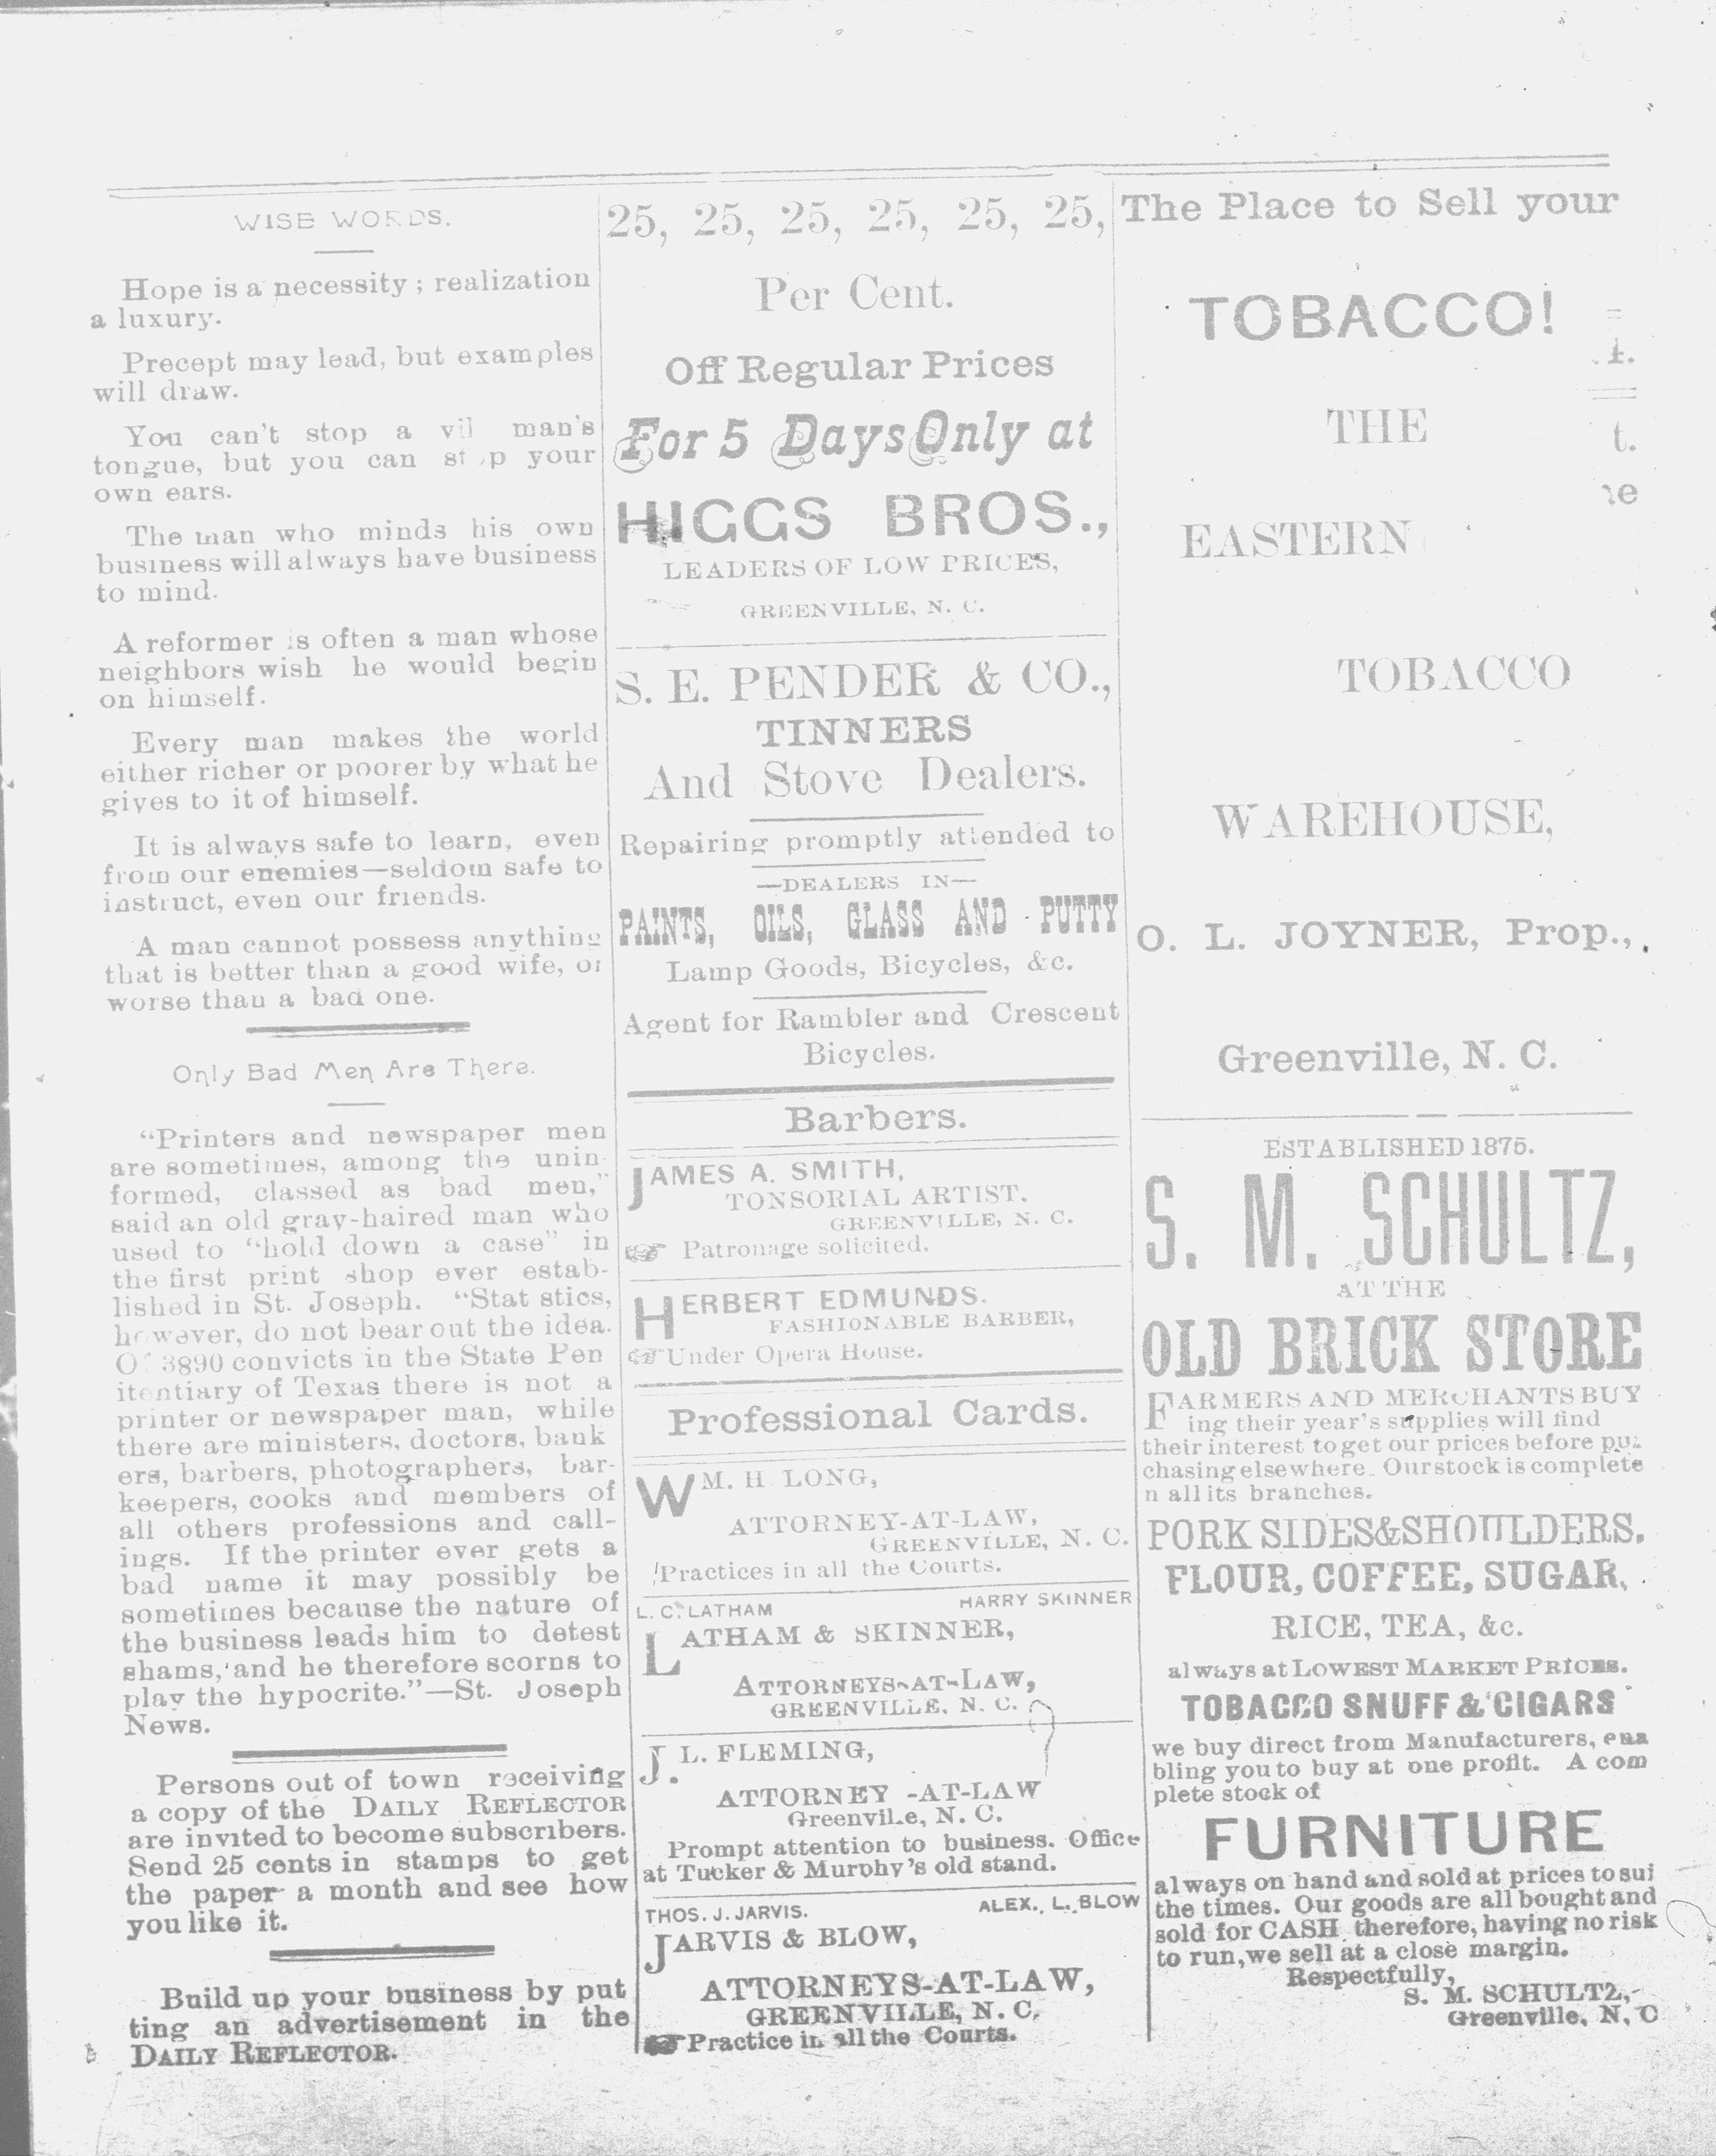 WISE WORDS.
Hope is a necessity ; realization
a luxury.
Precept may lead, but examples
will draw.
You can't stop a vil man's
tongue, but you can st p your
own ears.
The man who minds his own
business will always have business
to mind.
A reformer is often a man whose
neighbors wish he would begin
on himself.
Every man makes the world
either richer or poorer by what he
gives to it of himself.
It is always safe to learn, even
from our enemies—seldom safe to
instruct, even our friends.
A man cannot possess anything
that is better than a good wife, or
worse than a bad one.
Only Bad Men Are There.
"Printers and newspaper men
are sometimes, among the unin-
formed, classed as bad men,"
said an old gray-haired man who
used to "hold down a case" in
the first print shop ever estab-
lished in St. Joseph. "Stat stics,
however, do not bear out the idea.
Of 3890 convicts in the State Pen
itentiary of Texas there is not a
printer or newspaper man, while
there are ministers, doctors, bank
ers, barbers, photographers, bar-
keepers, cooks and members of
all others professions and call-
ings. If the printer ever gets a
bad name it may possibly be
sometimes because the nature of
the business leads him to detest
shams, and he therefore scorns to
play the hypocrite."—St. Joseph
News.
Persons out of town receiving
a copy of the DAILY REFLECTOR
are invited to become subscribers.
Send 25 cents in stamps to get
the paper a month and see how
you like it.
Build up your business by put
ting an advertisement in the
DAILY REFLECTOR.
25, 25, 25, 25, 25, 25,
Per Cent.
Off Regular Prices
For 5 Days Only at
HIGGS BROS.,
LEADERS OF LOW PRICES,
GREENVILLE, N. C.
S. E. PENDER & CO.,
TINNERS
And Stove Dealers.
Repairing promptly attended to
—DEALERS IN—
PAINTS, OILS, GLASS AND PUTTY
Lamp Goods, Bicycles, &c.
Agent for Rambler and Crescent
Bicycles.
Barbers.
JAMES A. SMITH,
TONSORIAL ARTIST.
GREENVILLE, N. C.
☞ Patronage solicited.
HERBERT EDMUNDS.
FASHIONABLE BARBER,
☞Under Opera House.
Professional Cards.
WM. H. LONG,
ATTORNEY-AT-LAW,
GREENVILLE, N. C.
Practices in all the Courts.
L. C. LATHAM HARRY SKINNER
LATHAM & SKINNER,
ATTORNEYS-AT-LAW,
GREENVILLE, N. C.
J. L. FLEMING,
ATTORNEY -AT-LAW
Greenville, N. C.
Prompt attention to business. Office
at Tucker & Murphy's old stand.
THOS. J. JARVIS. ALEX. L. BLOW
JARVIS & BLOW,
ATTORNEYS-AT-LAW,
GREENVILLE, N. C.
☞Practice in all the Courts.
The Place to Sell your
TOBACCO!
THE
EASTERN
TOBACCO
WAREHOUSE,
O. L. JOYNER, Prop.,
Greenville, N. C.
ESTABLISHED 1875.
S. M. SCHULTZ,
AT THE
OLD BRICK STORE
FARMERS AND MERCHANTS BUY
ing their year's supplies will find
their interest to get our prices before pur
chasing elsewhere. Our stock is complete
n all its branches.
PORK SIDES&SHOULDERS.
FLOUR, COFFEE, SUGAR,
RICE, TEA, &c.
always at LOWEST MARKET PRICES.
TOBACCO SNUFF & CIGARS
we buy direct from Manufacturers, ena
bling you to buy at one profit. A com
plete stock of
FURNITURE
always on hand and sold at prices to sui
the times. Our goods are all bought and
sold for CASH therefore, having no risk
to run, we sell at a close margin.
Respectfully,
S. M. SCHULTZ,
Greenville, N. C